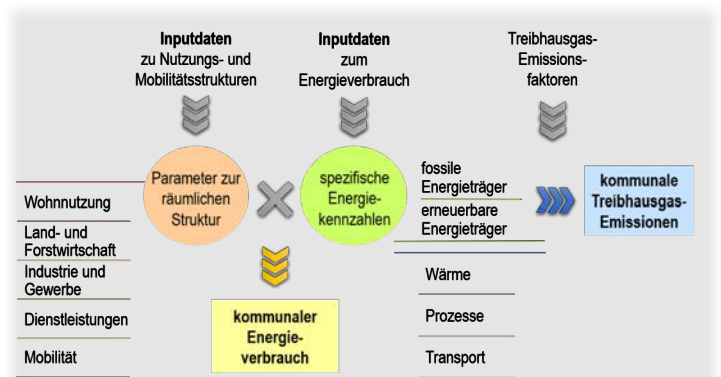 Inputdaten
zu Nutzungs- und
Mobilitätsstrukturen
Inputdaten
zum
Energieverbrauch
Treibhausgas-
Emissions-
faktoren
Parameter zur
räumlichen
Struktur
spezifische
Energie-
kennzahlen
fossile
Energieträger
erneuerbare
Energieträger
kommunale
Treibhausgas-
Emissionen
Wohnnutzung
Land- und
Forstwirtschaft
Industrie und
Gewerbe
Dienstleistungen
Mobilität
kommunaler
Energie-
verbrauch
Wärme
Prozesse
Transport